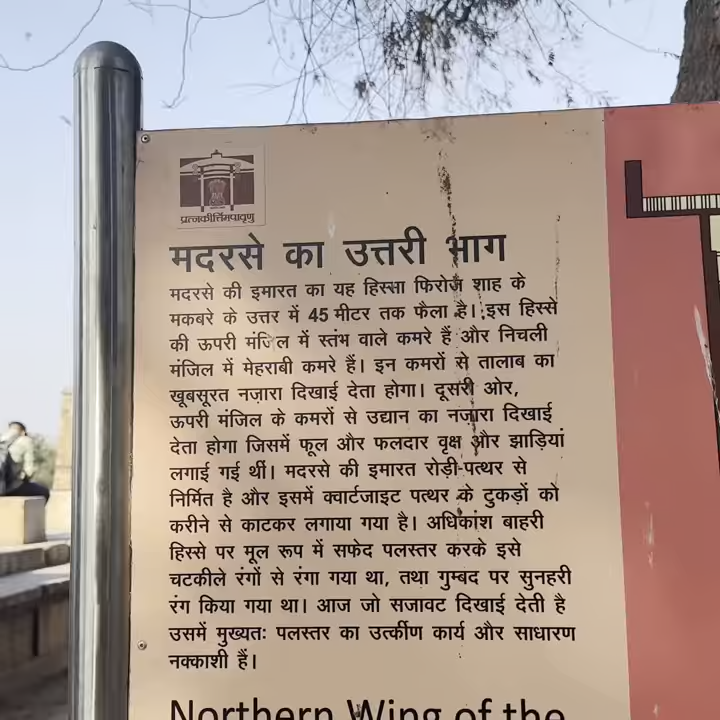 प्रत्नकीर्त्तिमपावृणु
मदरसे का उत्तरी भाग
मदरसे की इमारत का यह हिस्सा फिरोज़ शाह के
मकबरे के उत्तर में 45 मीटर तक फैला है। इस हिस्से
की ऊपरी मंजिल में स्तंभ वाले कमरे हैं और निचली
मंजिल में मेहराबी कमरे हैं। इन कमरों से तालाब का
खूबसूरत नज़ारा दिखाई देता होगा। दूसरी ओर,
ऊपरी मंजिल के कमरों से उद्यान का नज़ारा दिखाई
देता होगा जिसमें फूल और फलदार वृक्ष और झाड़ियां
लगाई गई थीं। मदरसे की इमारत रोड़ी-पत्थर से
निर्मित है और इसमें क्वार्टजाइट पत्थर के टुकड़ों को
करीने से काटकर लगाया गया है। अधिकांश बाहरी
हिस्से पर मूल रूप में सफेद पलस्तर करके इसे
चटकीले रंगों से रंगा गया था, तथा गुम्बद पर सुनहरी
रंग किया गया था। आज जो सजावट दिखाई देती है
उसमें मुख्यतः पलस्तर का उर्त्कीण कार्य और साधारण
नक्काशी हैं।
Northern Wing of the